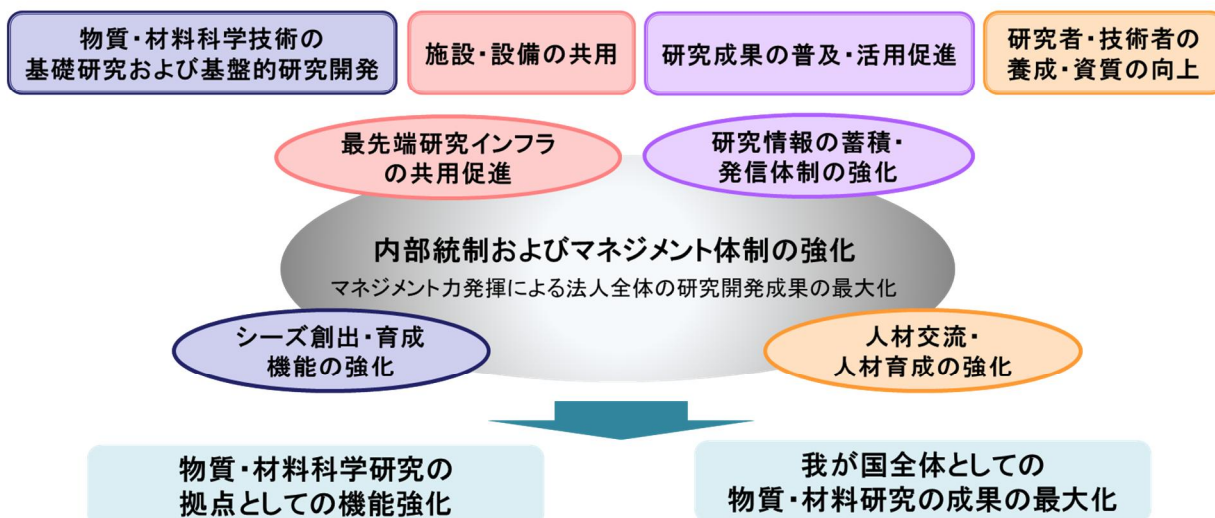 物質・材料科学技術の
基礎研究および基盤的研究開発
施設・設備の共用
研究成果の普及・活用促進
研究者・技術者の
養成・資質の向上
最先端研究インフラ
の共用促進
研究情報の蓄積・
発信体制の強化
内部統制およびマネジメント体制の強化
マネジメント力発揮による法人全体の研究開発成果の最大化
シーズ創出・育成
機能の強化
人材交流・
人材育成の強化
物質・材料科学研究の
拠点としての機能強化
我が国全体としての
物質・材料研究の成果の最大化